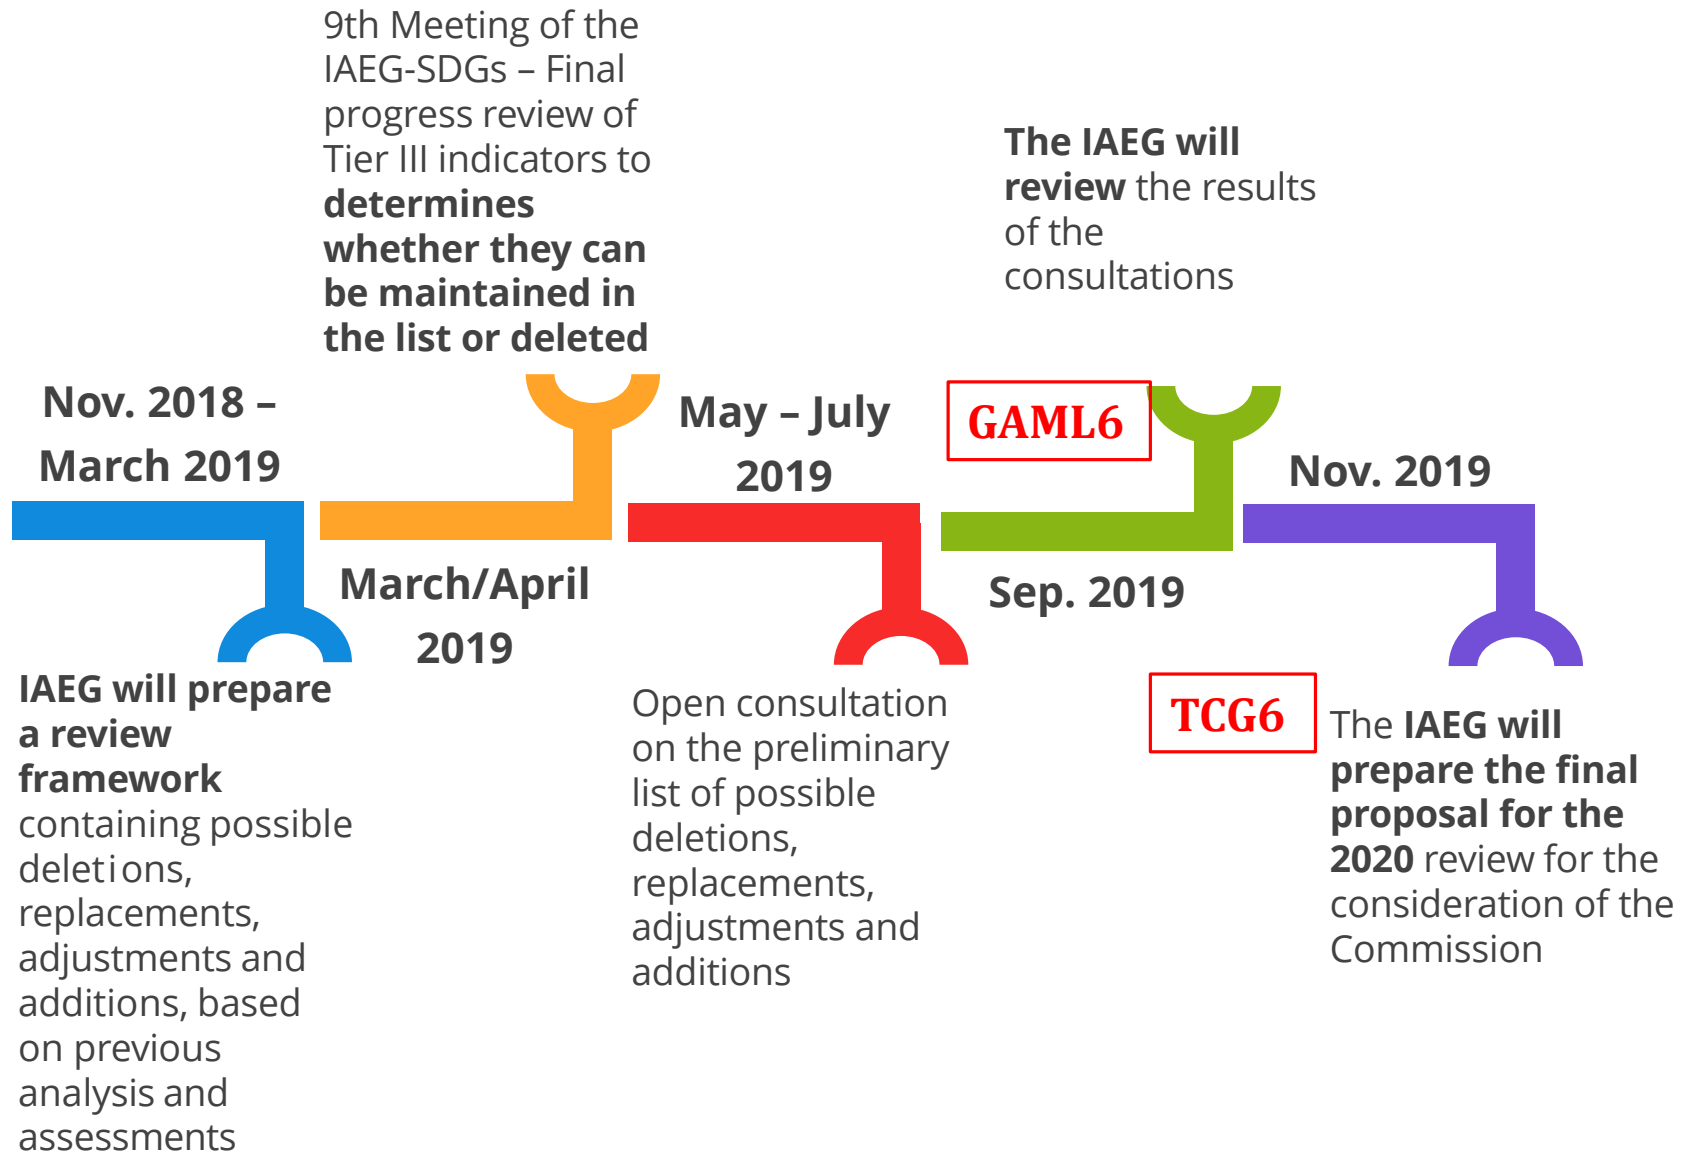 Nov. 2018 –
March 2019
IAEG will prepare
a review
framework
containing possible
deletions,
replacements,
adjustments and
additions, based
on previous
analysis and
assessments
9th Meeting of the
IAEG-SDGs – Final
progress review of
Tier III indicators to
determines
whether they can
be maintained in
the list or deleted
March/April
2019
May – July
2019
Open consultation
on the preliminary
list of possible
deletions,
replacements,
adjustments and
additions
The IAEG will
review the results
of the
consultations
GAML6
Sep. 2019
TCG6
Nov. 2019
The IAEG will
prepare the final
proposal for the
2020 review for the
consideration of the
Commission